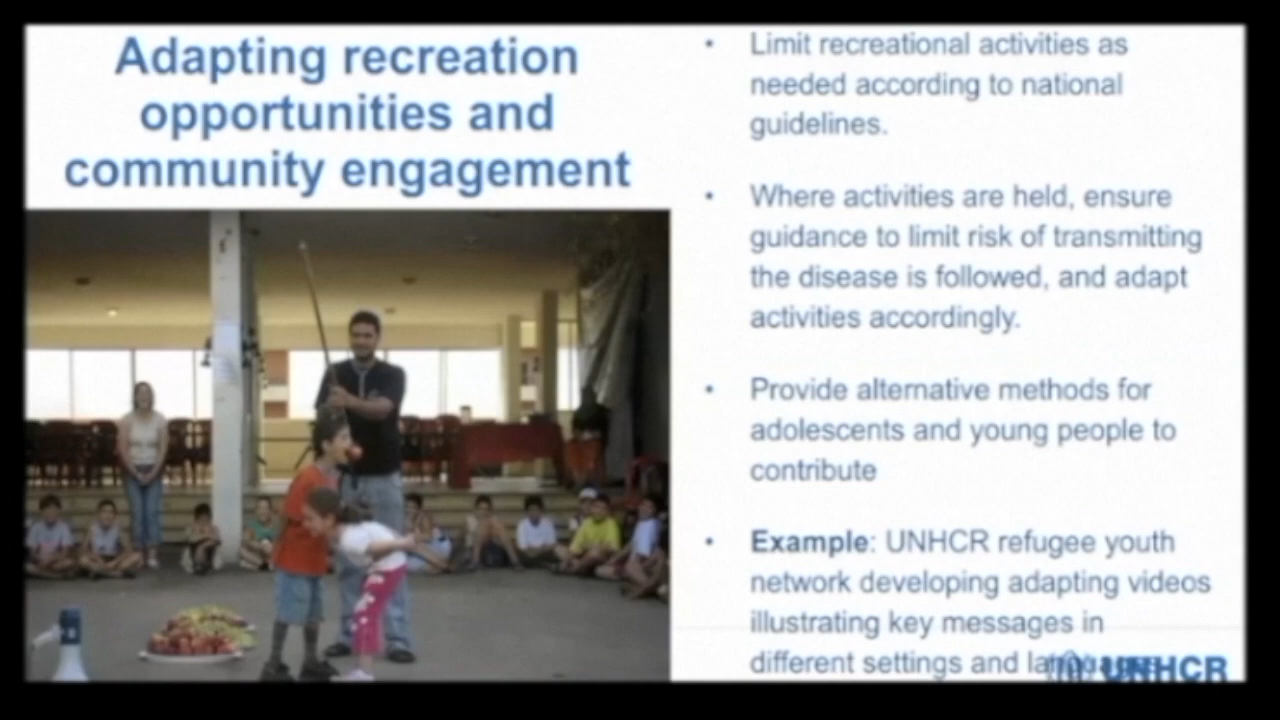 Adapting recreation
opportunities and
community engagement
• Limit recreational activities as
needed according to national
guidelines.
• Where activities are held, ensure
guidance to limit risk of transmitting
the disease is followed, and adapt
activities accordingly.
• Provide alternative methods for
adolescents and young people to
contribute
• Example: UNHCR refugee youth
network developing adapting videos
illustrating key messages in
different settings and languages
UNHCR